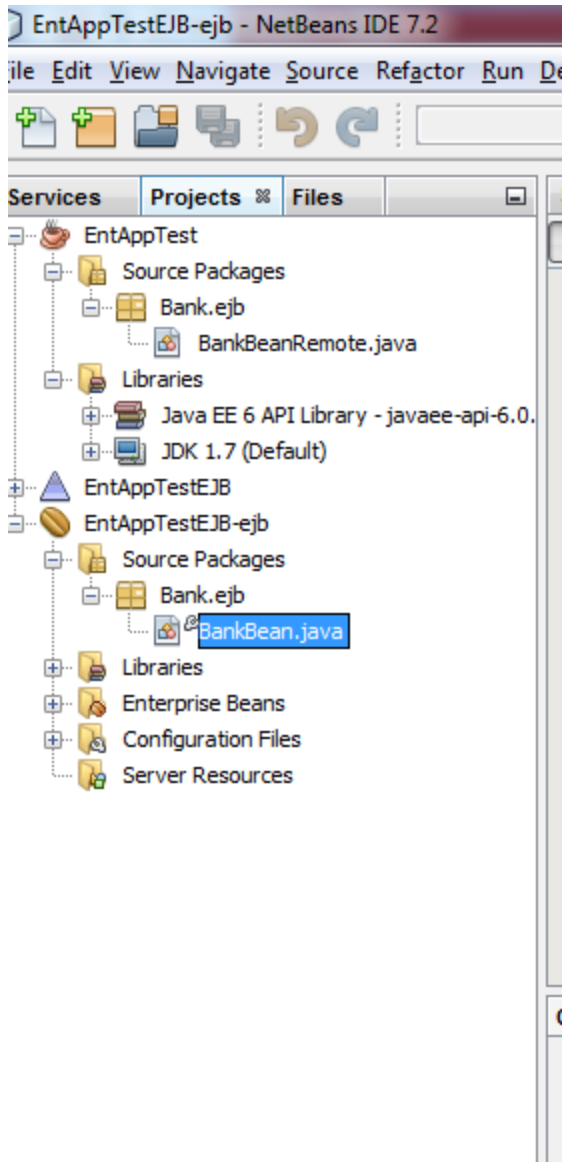 EntAppTestEJB-ejb - NetBeans IDE 7.2
ile Edit View Navigate Source Refactor Run De
Services Projects Files
EntAppTest
Source Packages
Bank.ejb
BankBeanRemote.java
Libraries
Java EE 6 API Library - javaee-api-6.0.
JDK 1.7 (Default)
EntAppTestEJB
EntAppTestEJB-ejb
Source Packages
Bank.ejb
BankBean.java
Libraries
Enterprise Beans
Configuration Files
Server Resources